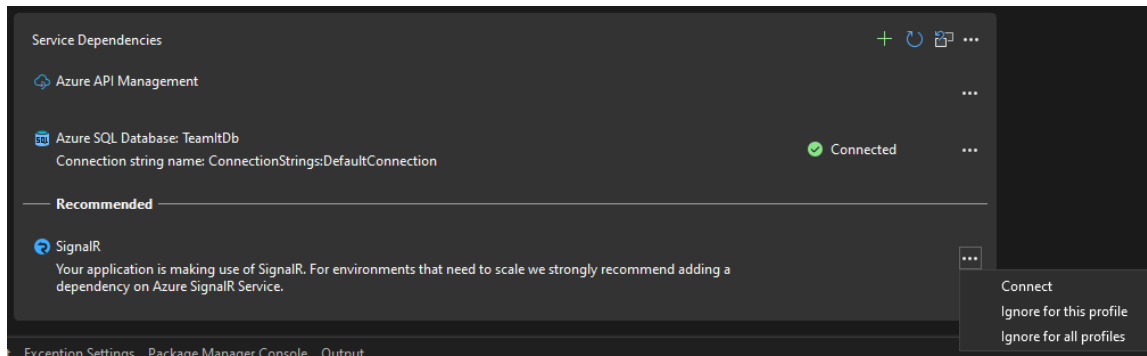 Service Dependencies
Azure API Management
SQL
Azure SQL Database: TeamItDb
Connection string name: ConnectionStrings:DefaultConnection
Connected
Recommended
SignalR
Your application is making use of SignalR. For environments that need to scale we strongly recommend adding a
dependency on Azure SignalR Service.
Connect
Ignore for this profile
Ignore for all profiles
Exception Settings Package Manager Console Output